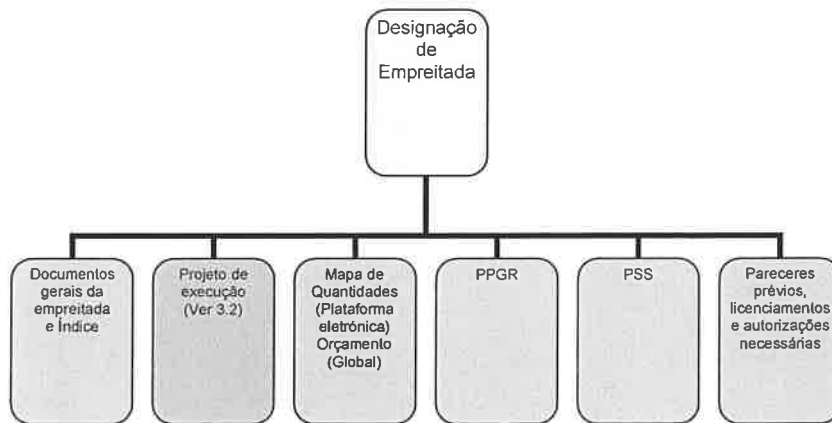 Designação
de
Empreitada
Documentos
gerais da
empreitada
e Índice
Projeto de
execução
(Ver 3.2)
Mapa de
Quantidades
(Plataforma
eletrónica)
Orçamento
(Global)
PPGR
PSS
Pareceres
prévios,
licenciamentos
e autorizações
necessárias